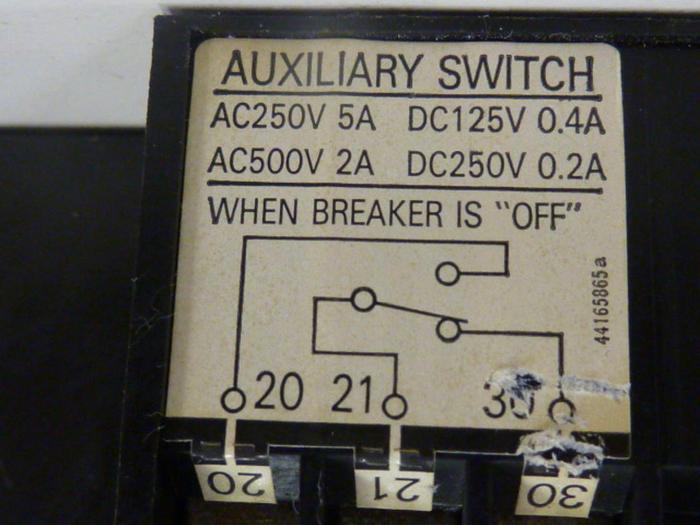 AUXILIARY SWITCH
AC250V 5A DC125V 0.4A
AC500V 2A DC250V 0.2A
WHEN BREAKER IS "OFF"
44165865a
20 21 30
20 21 30